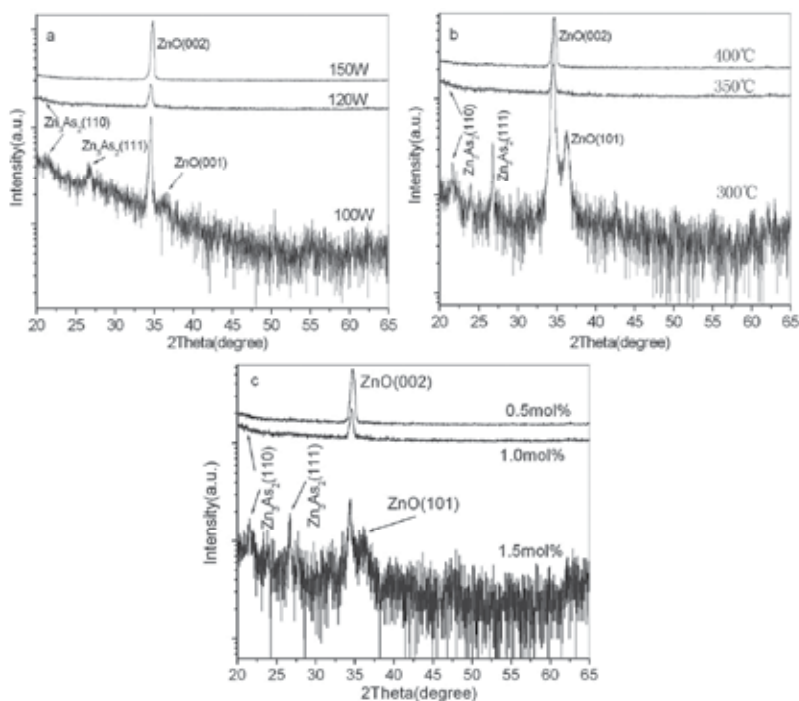 a
ZnO(002)
150W
120W
Zn3As2(110)
Zn3As2(111)
ZnO(001)
100W
Intensity(a.u.)
20 25 30 35 40 45 50 55 60 65
2Theta(degree)
b
ZnO(002)
400℃
350℃
Zn3As2(110)
Zn3As2(111)
ZnO(101)
300℃
Intensity(a.u.)
20 25 30 35 40 45 50 55 60 65
2Theta(degree)
c
ZnO(002)
0.5mol%
1.0mol%
Zn3As2(110)
Zn3As2(111)
ZnO(101)
1.5mol%
Intensity(a.u.)
20 25 30 35 40 45 50 55 60 65
2Theta(degree)